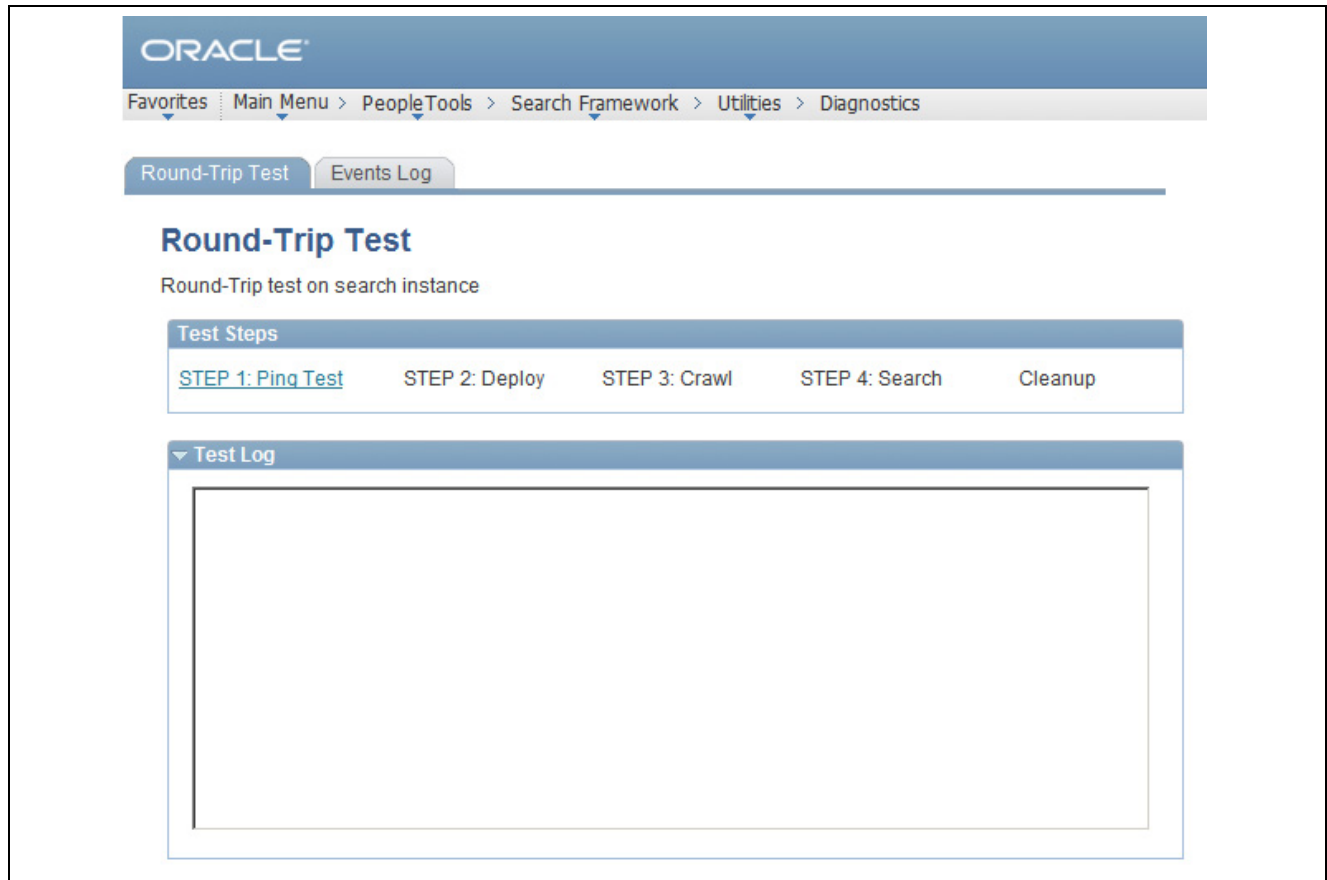 ORACLE
Favorites Main Menu > PeopleTools > Search Framework > Utilities > Diagnostics
Round-Trip Test Events Log
Round-Trip Test
Round-Trip test on search instance
Test Steps
STEP 1: Ping Test STEP 2: Deploy STEP 3: Crawl STEP 4: Search Cleanup
Test Log